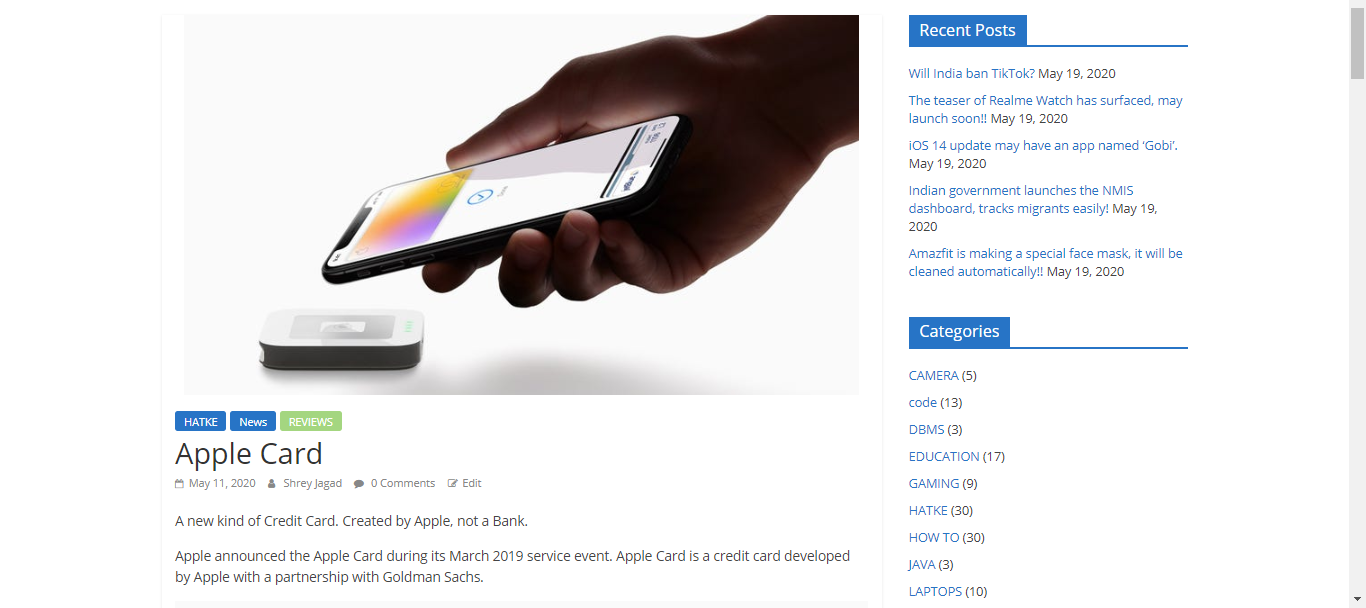 HATKE News REVIEWS
Apple Card
May 11, 2020 Shrey Jagad 0 Comments Edit
A new kind of Credit Card. Created by Apple, not a Bank.
Apple announced the Apple Card during its March 2019 service event. Apple Card is a credit card developed
by Apple with a partnership with Goldman Sachs.
Recent Posts
Will India ban TikTok? May 19, 2020
The teaser of Realme Watch has surfaced, may
launch soon!! May 19, 2020
iOS 14 update may have an app named ‘Gobi’.
May 19, 2020
Indian government launches the NMIS
dashboard, tracks migrants easily! May 19,
2020
Amazfit is making a special face mask, it will be
cleaned automatically!! May 19, 2020
Categories
CAMERA (5)
code (13)
DBMS (3)
EDUCATION (17)
GAMING (9)
HATKE (30)
HOW TO (30)
JAVA (3)
LAPTOPS (10)